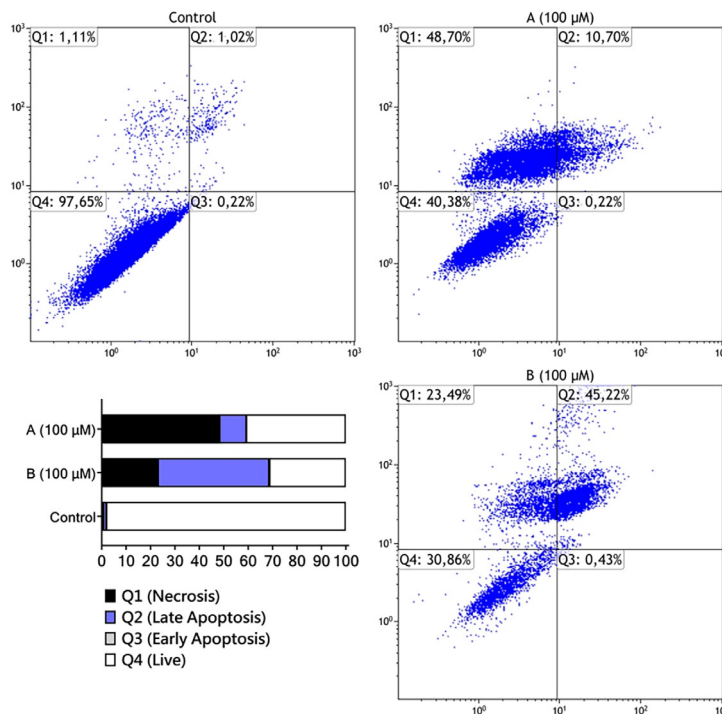 Control
Q1: 1,11%
Q2: 1,02%
Q4: 97,65%
Q3: 0,22%
10³
10²
10¹
10⁰
10⁰
10¹
10²
10³
A (100 µM)
Q1: 48,70%
Q2: 10,70%
Q4: 40,38%
Q3: 0,22%
10³
10²
10¹
10⁰
10⁰
10¹
10²
10
A (100 µM)
B (100 µM)
Control
0 10 20 30 40 50 60 70 80 90 100
Q1 (Necrosis)
Q2 (Late Apoptosis)
Q3 (Early Apoptosis)
Q4 (Live)
B (100 µM)
Q1: 23,49%
Q2: 45,22%
Q4: 30,86%
Q3: 0,43%
10³
10²
10¹
10⁰
10⁰
10¹
10²
10